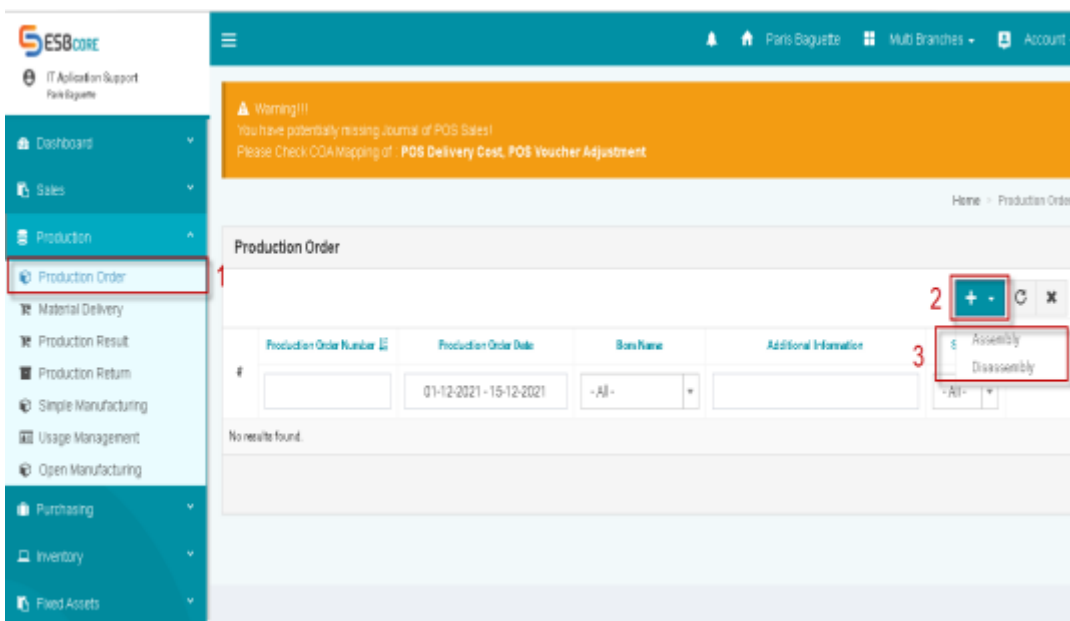 ESBCORE
IT Aplication Support
Paris Baguette
Paris Baguette
Multi Branches
Account
Dashboard
Sales
Production
Production Order
1
Material Delivery
Production Result
Production Return
Simple Manufacturing
Usage Management
Open Manufacturing
Purchasing
Inventory
Fixed Assets
Warning!!!
You have potentially missing Journal of POS Sales!
Please Check COA Mapping of : POS Delivery Cost, POS Voucher Adjustment
Home Production Order
Production Order
2
+
3
Assembly
Disassembly
# Production Order Number Production Order Date Bom Name Additional Information S
01-12-2021 - 15-12-2021 - All - - All -
No results found.